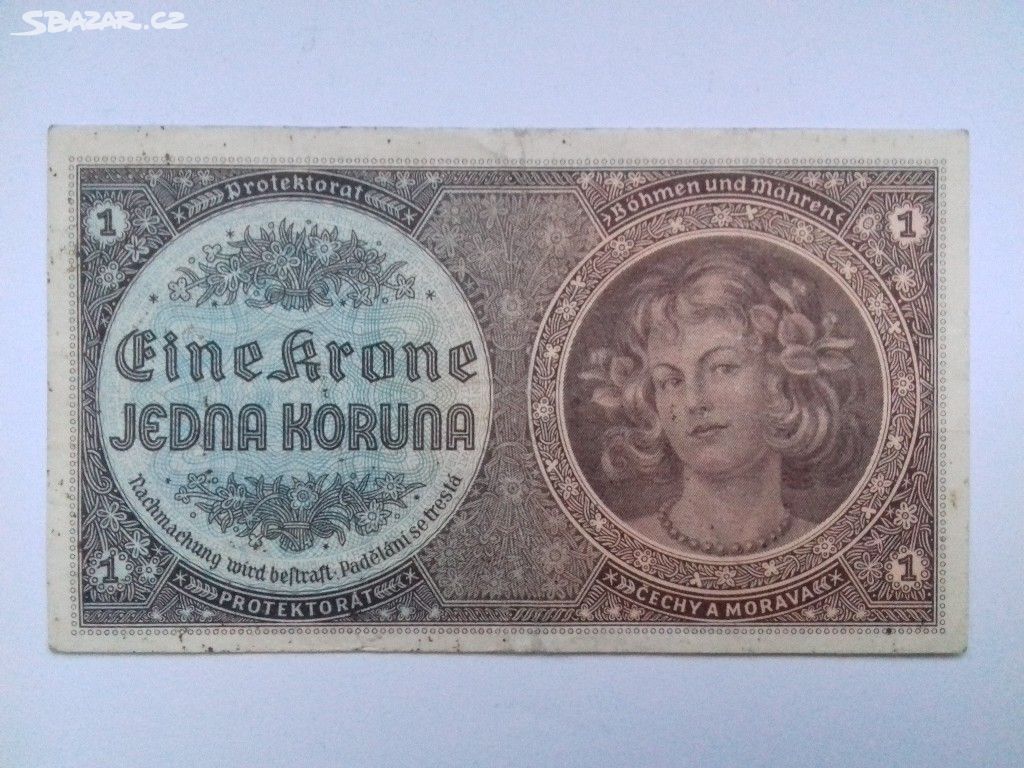 SBAZAR.CZ
Protektorat
Böhmen und Mähren
1
1
Eine Krone
JEDNA KORUNA
Nachmachung wird bestraft. Padělání se trestá
1
1
PROTEKTORÁT
ČECHY A MORAVA